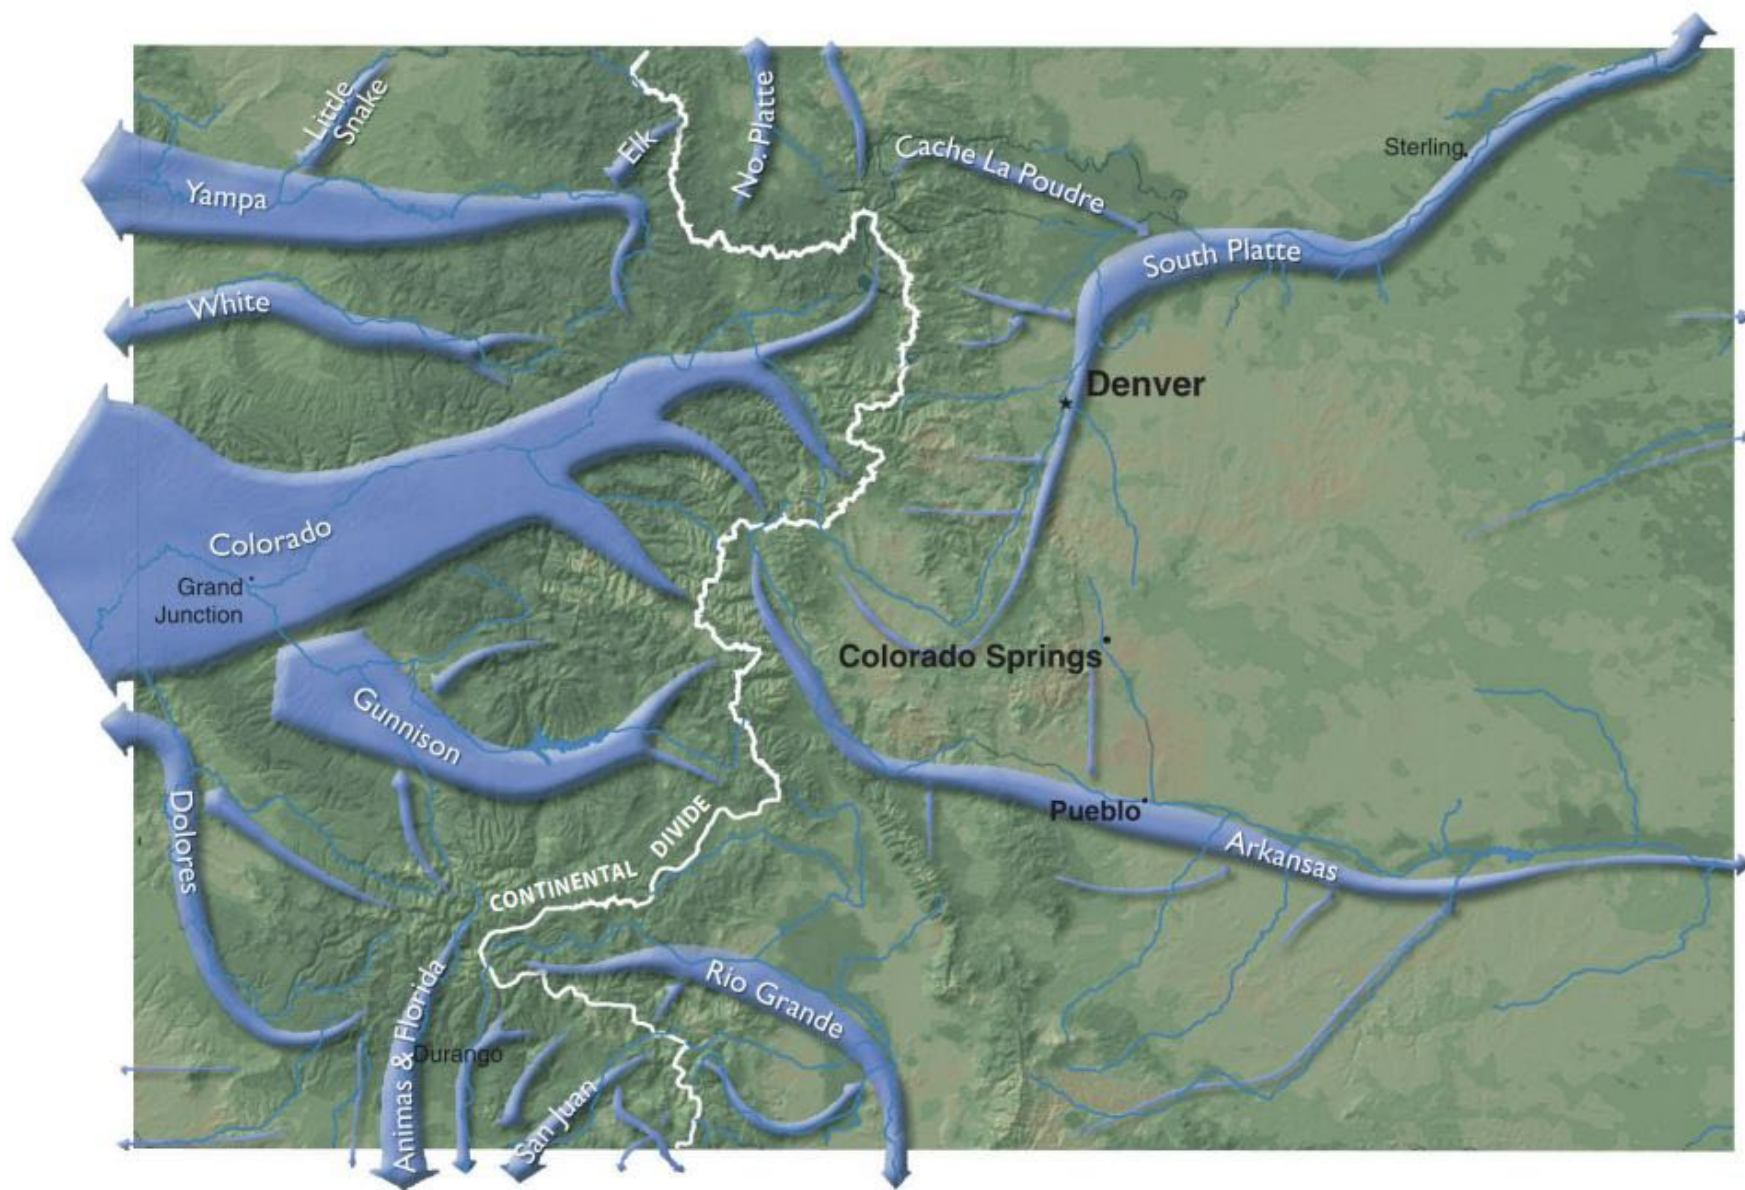 Little
Snake
Elk
No. Platte
Cache La Poudre
Sterling
Yampa
South Platte
White
Denver
Colorado
Grand
Junction
Colorado Springs
Gunnison
Dolores
Pueblo
Arkansas
CONTINENTAL DIVIDE
Rio Grande
Animas & Florida
Durango
San Juan